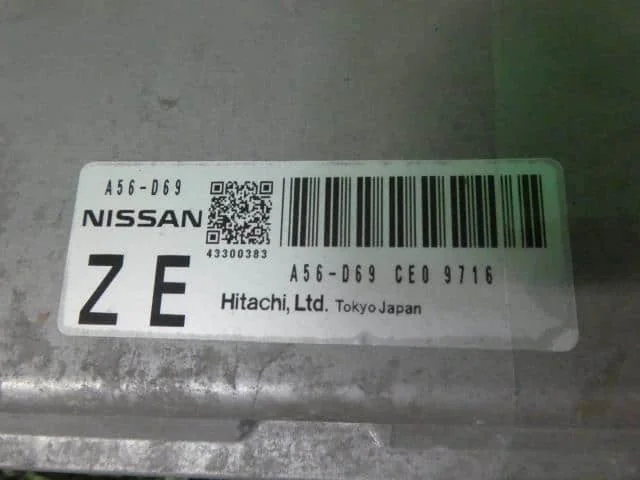 A56-D69
NISSAN
ZE
43300383
A56-D69 CE0 9716
Hitachi, Ltd. Tokyo Japan